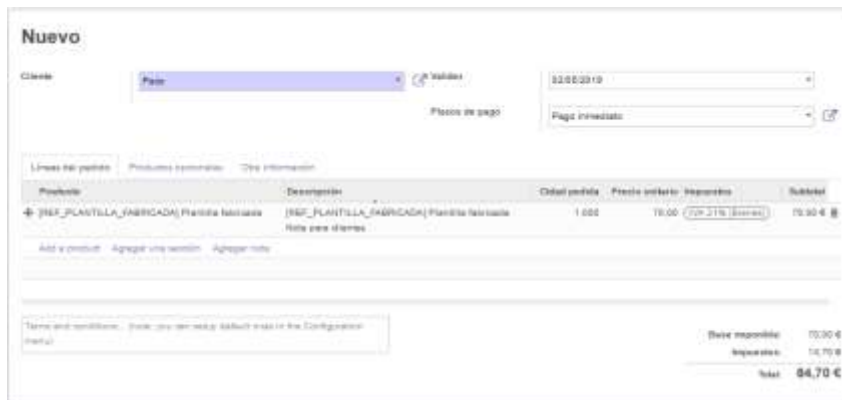 Nuevo
Cliente
Paco
Validez
02/05/2019
Plazos de pago
Pago inmediato
Líneas del pedido Productos opcionales Otra información
Producto Descripción Cidad pedida Precio unitario Impuestos Subtotal
[REF_PLANTILLA_FABRICADA] Plantilla fabricada [REF_PLANTILLA_FABRICADA] Plantilla fabricada 1.000 70,00 IVA 21% (Bienes) 70,00 €
Nota para clientes
Add a product Agregar una sección Agregar nota
Terms and conditions... (note: you can setup default ones in the Configuration
menu)
Base imponible: 70,00 €
Impuestos: 14,70 €
Total: 84,70 €